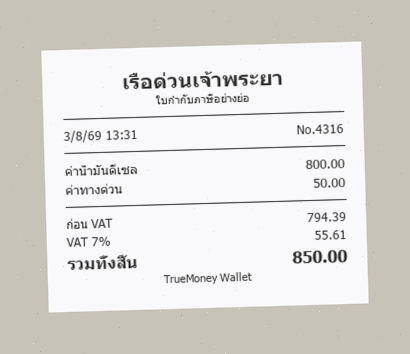 เรือด่วนเจ้าพระยา
ใบกำกับภาษีอย่างย่อ
3/8/69 13:31 No.4316
ค่าน้ำมันดีเซล 800.00
ค่าทางด่วน 50.00
ก่อน VAT 794.39
VAT 7% 55.61
รวมทั้งสิ้น 850.00
TrueMoney Wallet